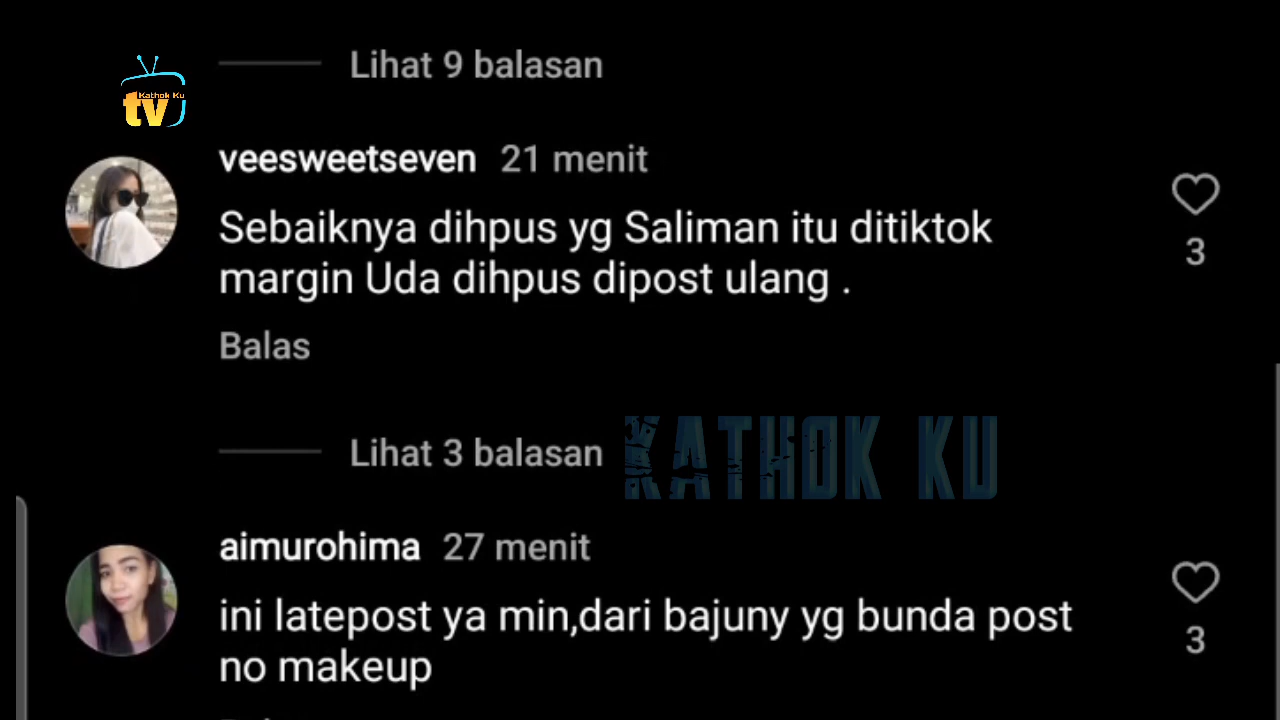 Lihat 9 balasan
Kathok Ku
tv
veesweetseven 21 menit
Sebaiknya dihpus yg Saliman itu ditiktok
margin Uda dihpus dipost ulang .
3
Balas
Lihat 3 balasan
KATHOK KU
aimurohima 27 menit
ini latepost ya min,dari bajuny yg bunda post
no makeup
3